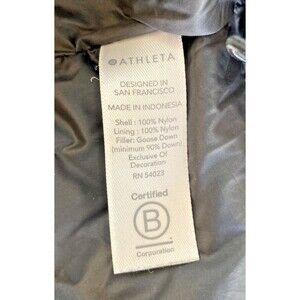 ATHLETA
DESIGNED IN
SAN FRANCISCO
MADE IN INDONESIA
Shell : 100% Nylon
Lining : 100% Nylon
Filler: Goose Down
(minimum 90% Down)
Exclusive Of
Decoration
RN 54023
Certified
B
Corporation